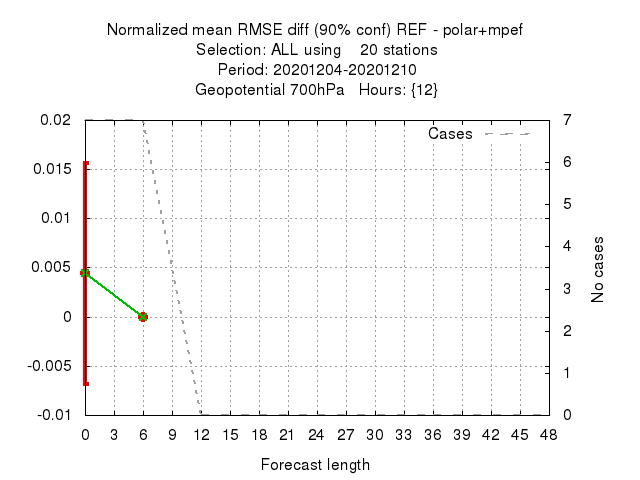 Normalized mean RMSE diff (90% conf) REF - polar+mpef
Selection: ALL using    20 stations
Period: 20201204-20201210
Geopotential 700hPa   Hours: {12}
Cases
0.02
0.015
0.01
0.005
0
-0.005
-0.01
7
6
5
4
3
2
1
0
No cases
0 3 6 9 12 15 18 21 24 27 30 33 36 39 42 45 48
Forecast length